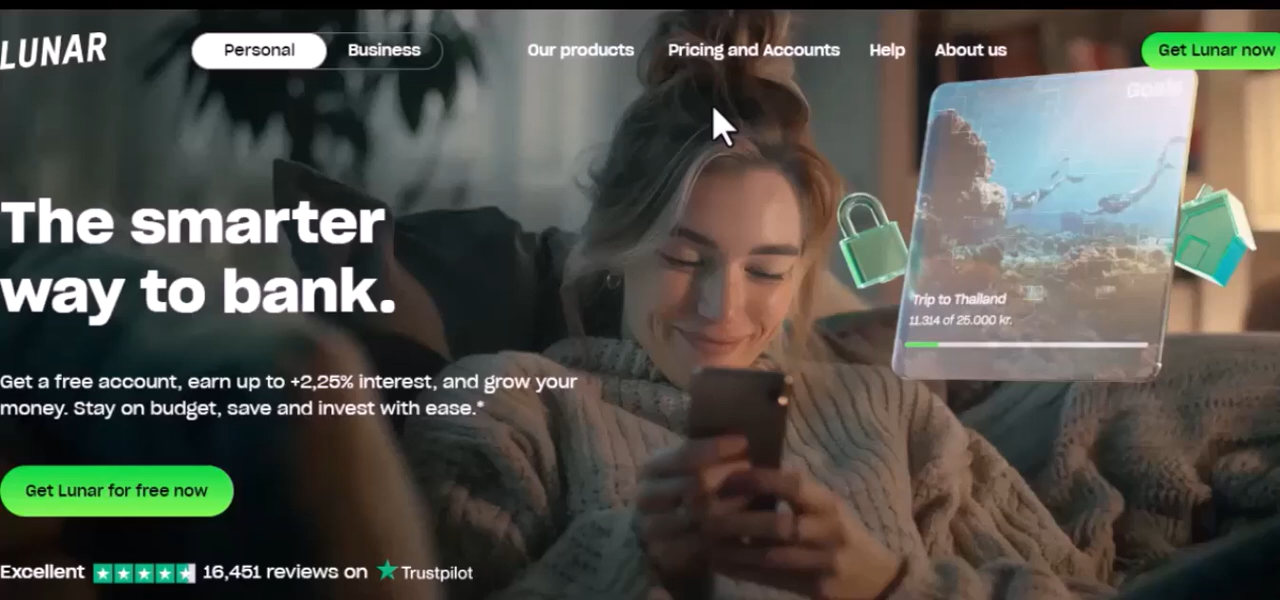 LUNAR
Personal
Business
Our products
Pricing and Accounts
Help
About us
Get Lunar now
Goals
The smarter
way to bank.
Trip to Thailand
11.314 of 25.000 kr.
Get a free account, earn up to +2,25% interest, and grow your
money. Stay on budget, save and invest with ease.*
Get Lunar for free now
Excellent
16,451 reviews on
Trustpilot